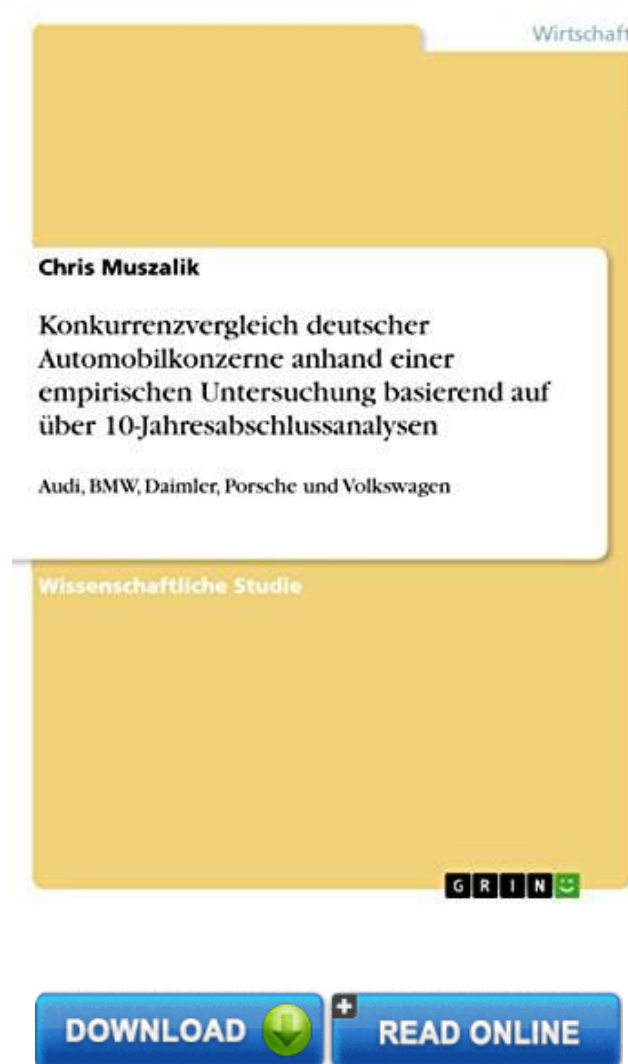 Wirtschaft
Chris Muszalik
Konkurrenzvergleich deutscher
Automobilkonzerne anhand einer
empirischen Untersuchung basierend auf
über 10-Jahresabschlussanalysen
Audi, BMW, Daimler, Porsche und Volkswagen
Wissenschaftliche Studie
GRIN
DOWNLOAD
READ ONLINE